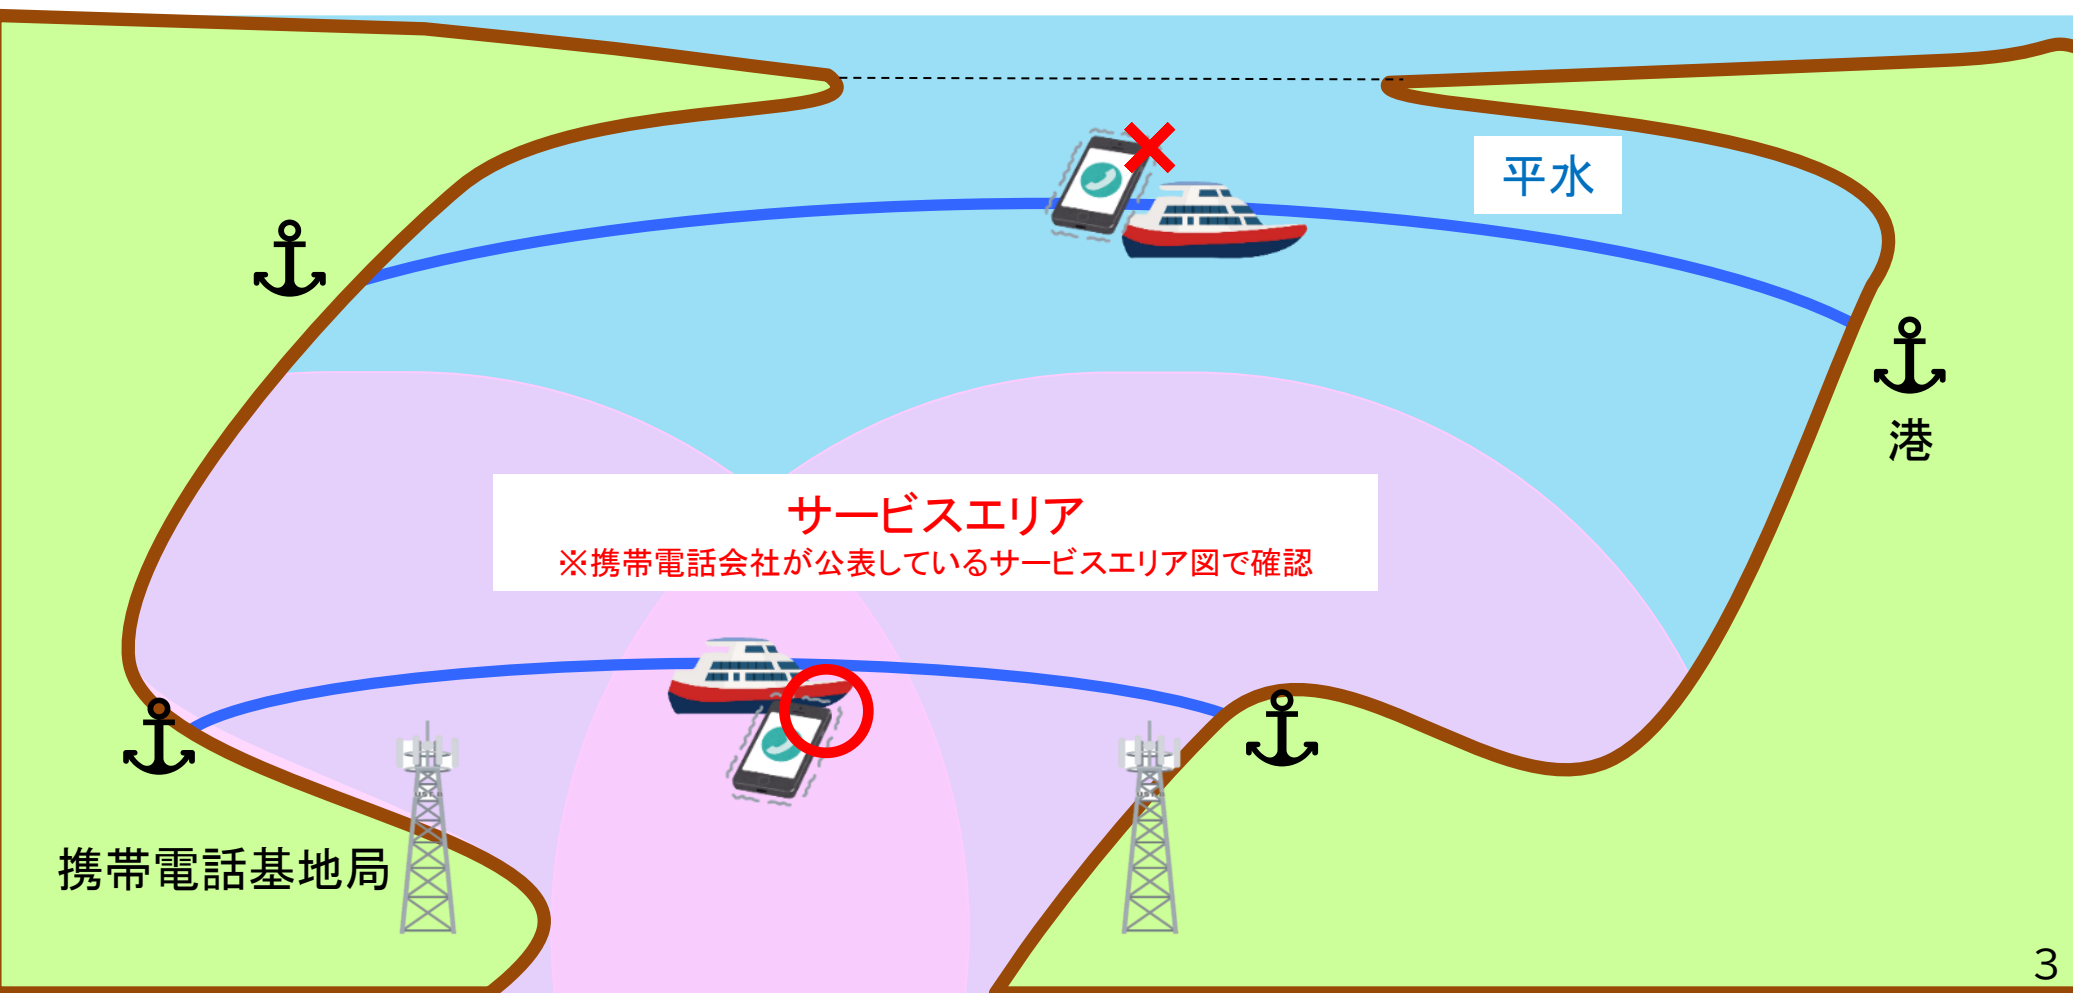 平水
港
サービスエリア
※携帯電話会社が公表しているサービスエリア図で確認
携帯電話基地局
3